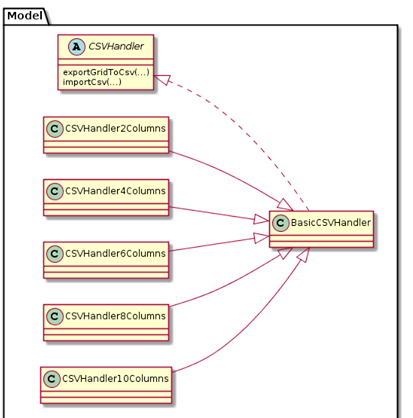 Model
A CSVHandler
exportGridToCsv(...)
importCsv(...)
C CSVHandler2Columns
C CSVHandler4Columns
C BasicCSVHandler
C CSVHandler6Columns
C CSVHandler8Columns
C CSVHandler10Columns